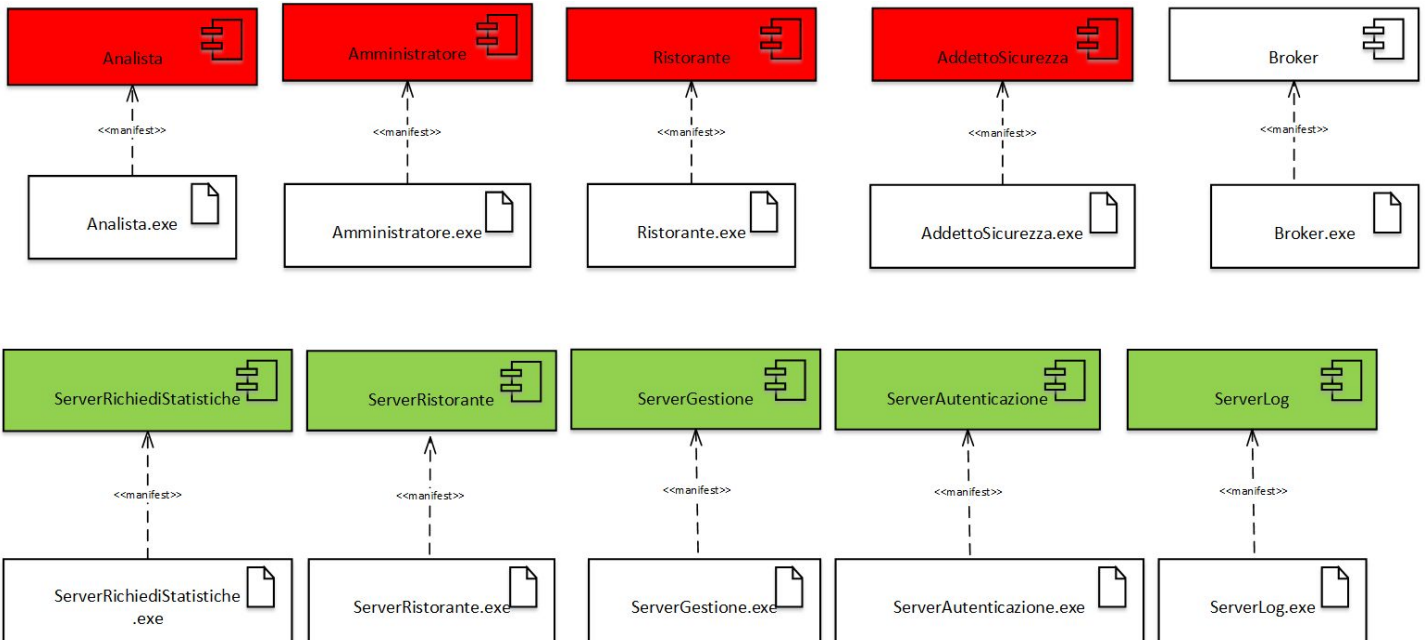 Analista
Amministratore
Ristorante
AddettoSicurezza
Broker
<<manifest>>
<<manifest>>
<<manifest>>
<<manifest>>
<<manifest>>
Analista.exe
Amministratore.exe
Ristorante.exe
AddettoSicurezza.exe
Broker.exe
ServerRichiediStatistiche
ServerRistorante
ServerGestione
ServerAutenticazione
ServerLog
<<manifest>>
<<manifest>>
<<manifest>>
<<manifest>>
<<manifest>>
ServerRichiediStatistiche
.exe
ServerRistorante.exe
ServerGestione.exe
ServerAutenticazione.exe
ServerLog.exe